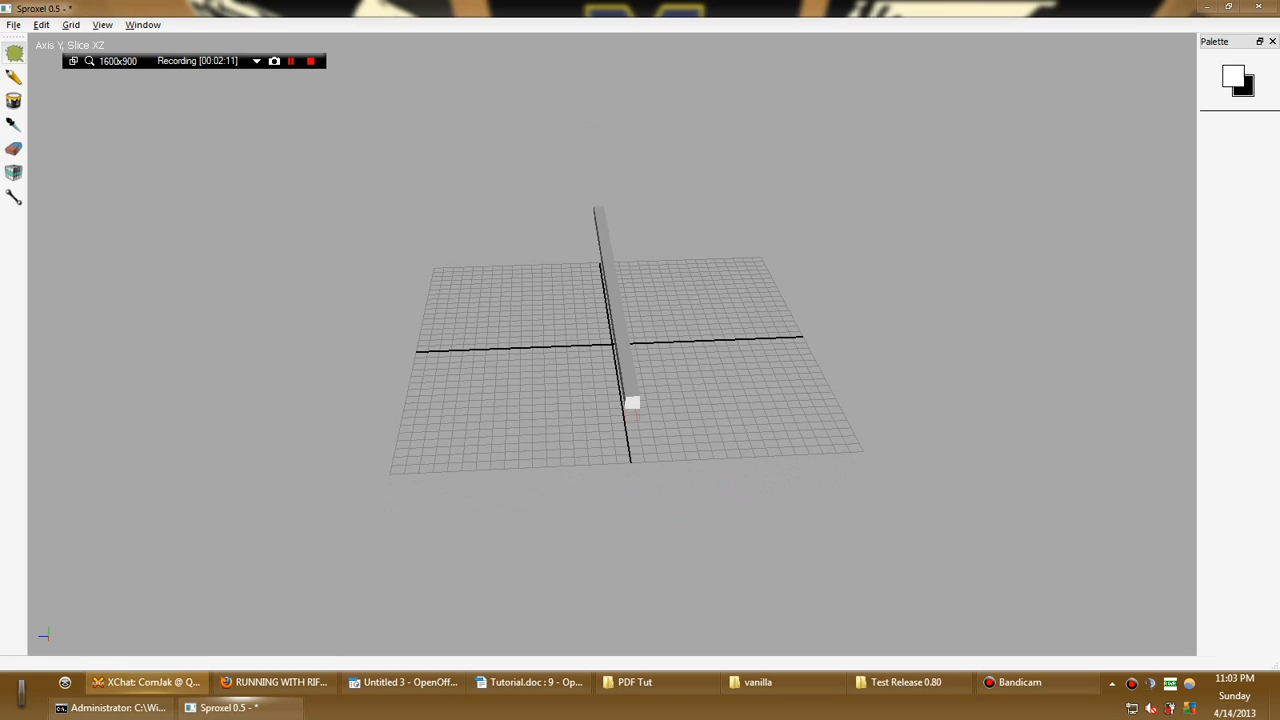 Sproxel 0.5 - *
File Edit Grid View Window
Axis Y, Slice XZ
Palette
1600x900 Recording [00:02:11]
XChat: ComJak @ Q...
RUNNING WITH RIF...
Untitled 3 - OpenOff...
Tutorial.doc : 9 - Op...
PDF Tut
vanilla
Test Release 0.80
Bandicam
11:03 PM
Sunday
4/14/2013
Administrator: C:\Wi...
Sproxel 0.5 - *